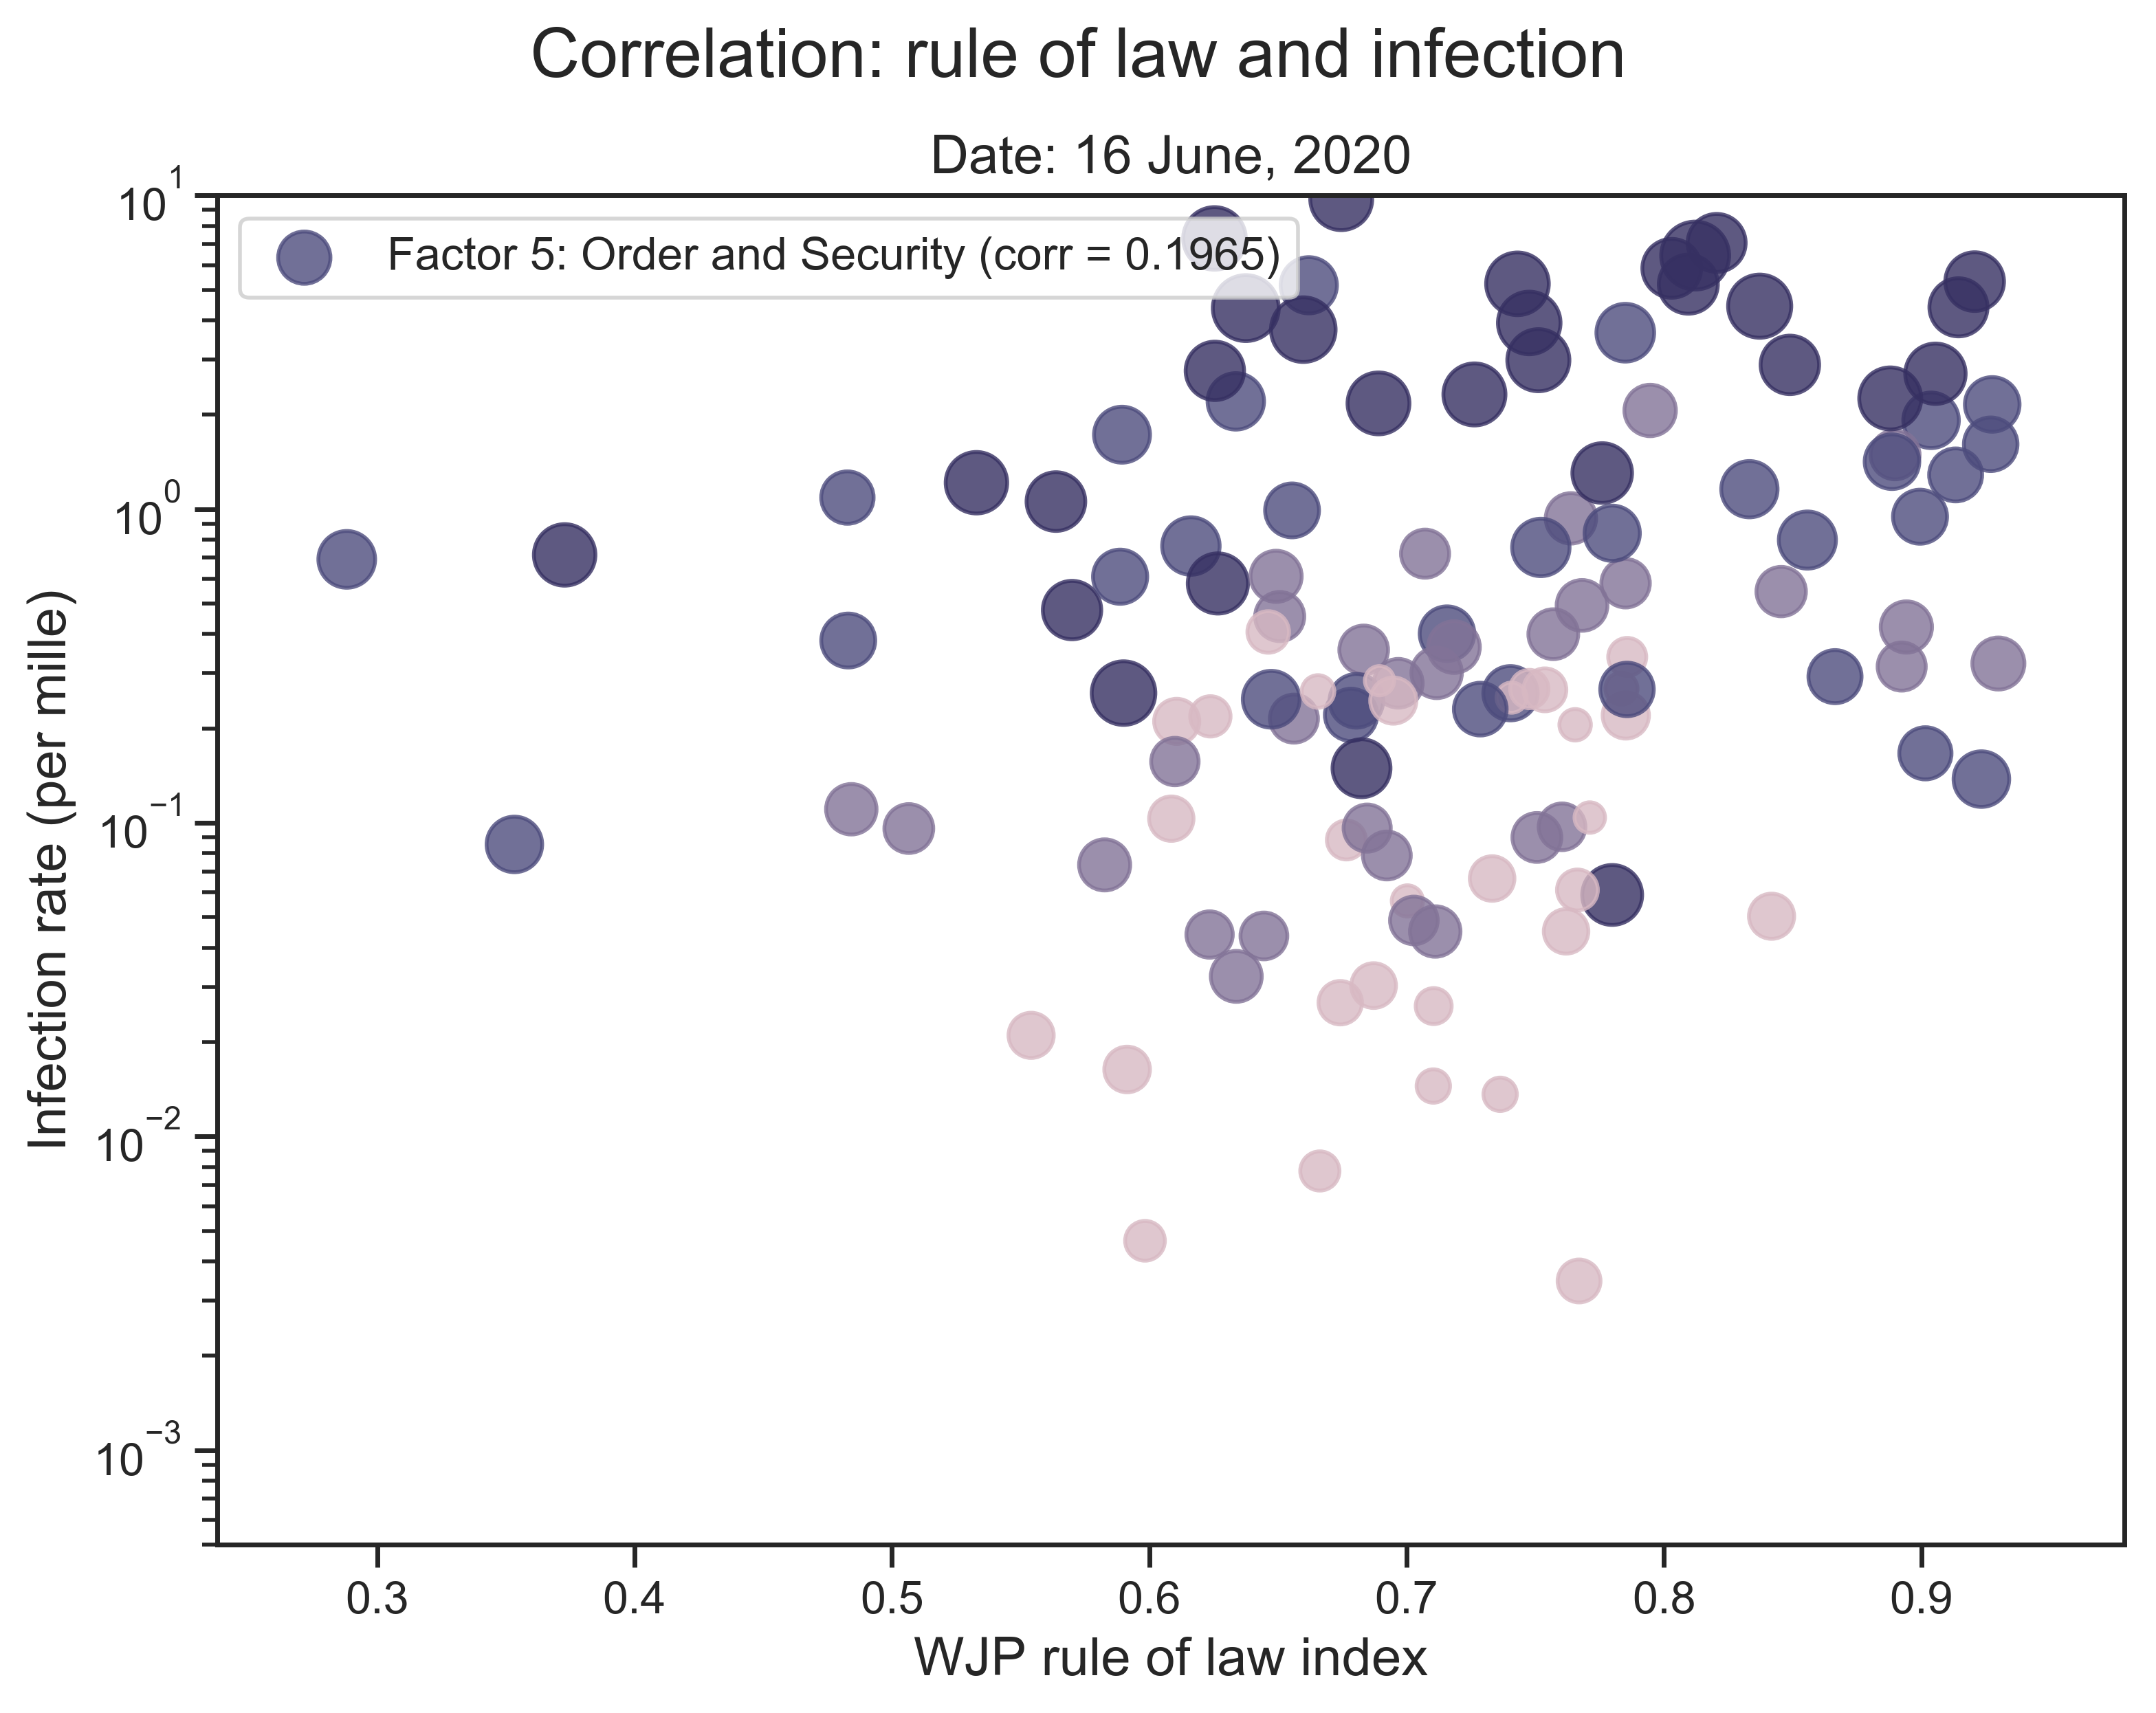 Correlation: rule of law and infection
Date: 16 June, 2020
Factor 5: Order and Security (corr = 0.1965)
Infection rate (per mille)
10^1
10^0
10^−1
10^−2
10^−3
0.3 0.4 0.5 0.6 0.7 0.8 0.9
WJP rule of law index